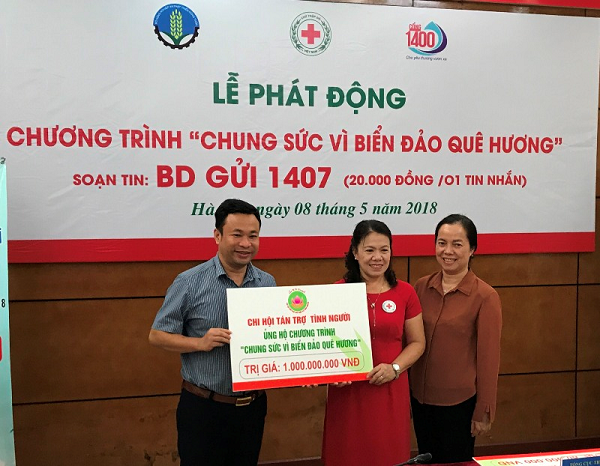 CỔNG
1400
LỄ PHÁT ĐỘNG
CHƯƠNG TRÌNH “CHUNG SỨC VÌ BIỂN ĐẢO QUÊ HƯƠNG”
SOẠN TIN: BD GỬI 1407 (20.000 ĐỒNG /01 TIN NHẮN)
ngày 08 tháng 5 năm 2018
CHI HỘI TÁN TRỢ TÌNH NGƯỜI
ỦNG HỘ CHƯƠNG TRÌNH
“CHUNG SỨC VÌ BIỂN ĐẢO QUÊ HƯƠNG”
TRỊ GIÁ: 1.000.000.000 VNĐ